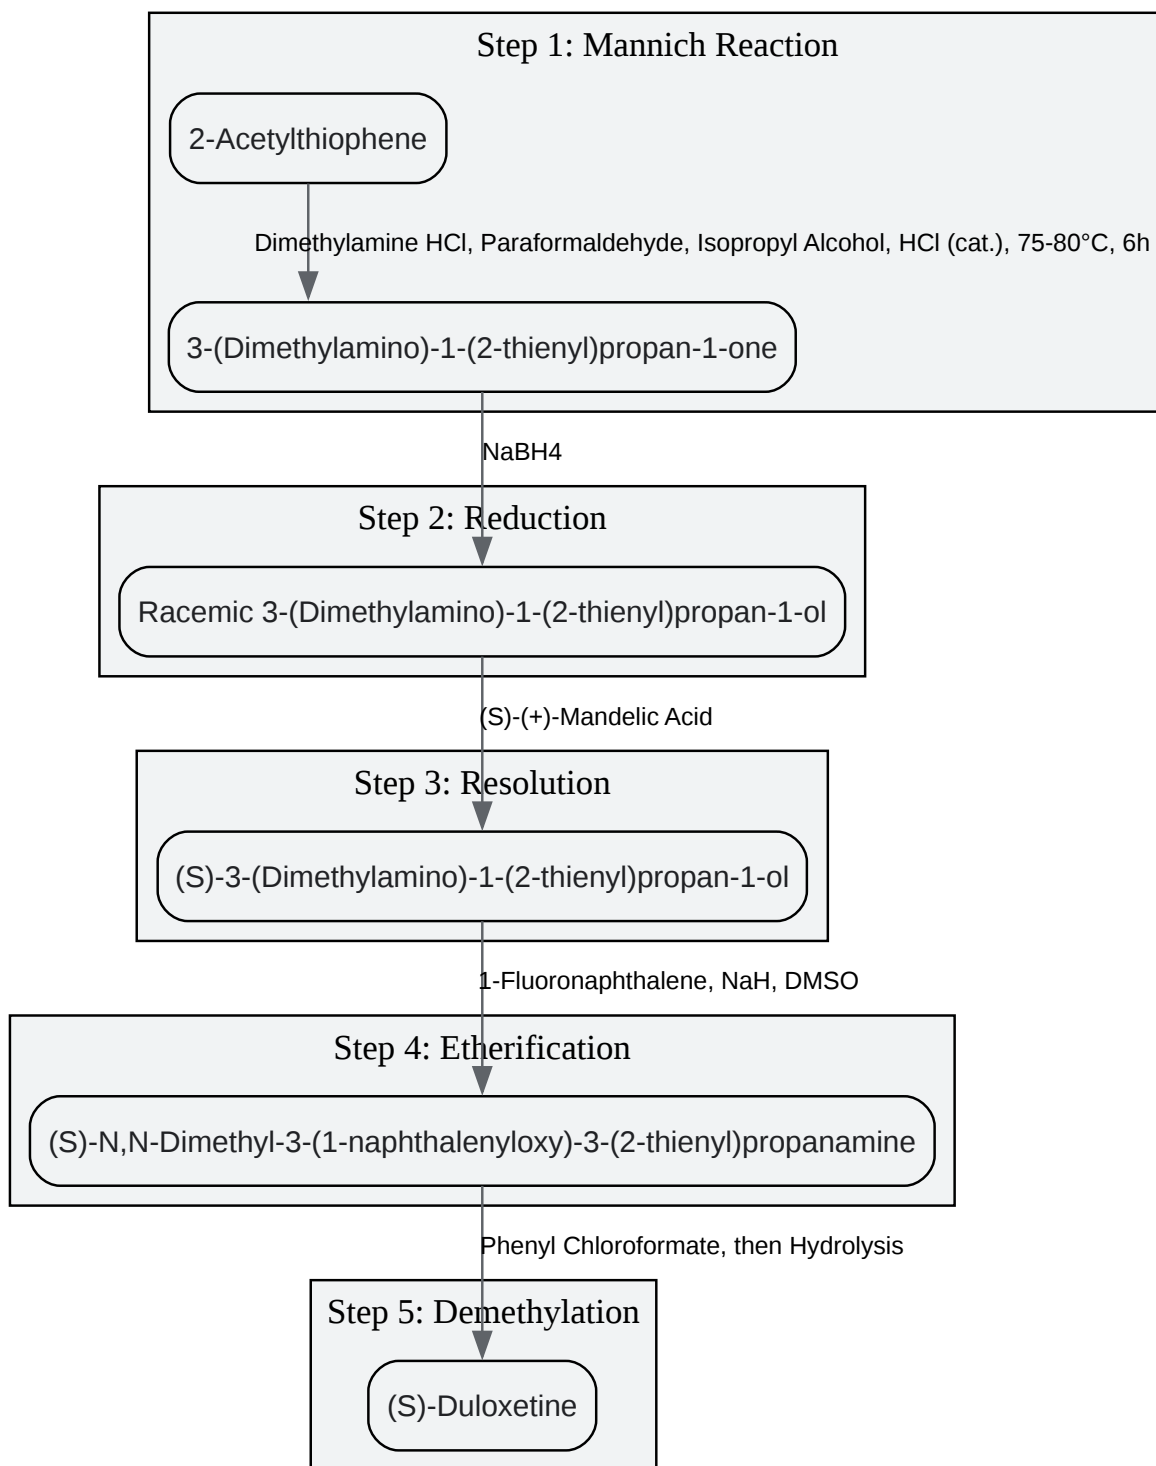 Step 1: Mannich Reaction
2-Acetylthiophene
Dimethylamine HCl, Paraformaldehyde, Isopropyl Alcohol, HCl (cat.), 75-80°C, 6h
3-(Dimethylamino)-1-(2-thienyl)propan-1-one
NaBH4
Step 2: Reduction
Racemic 3-(Dimethylamino)-1-(2-thienyl)propan-1-ol
(S)-(+)-Mandelic Acid
Step 3: Resolution
(S)-3-(Dimethylamino)-1-(2-thienyl)propan-1-ol
1-Fluoronaphthalene, NaH, DMSO
Step 4: Etherification
(S)-N,N-Dimethyl-3-(1-naphthalenyloxy)-3-(2-thienyl)propanamine
Phenyl Chloroformate, then Hydrolysis
Step 5: Demethylation
(S)-Duloxetine